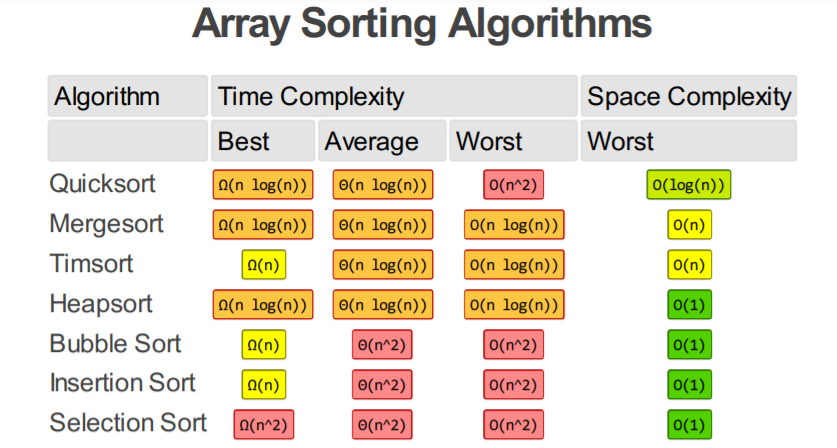 Array Sorting Algorithms
Algorithm Time Complexity Space Complexity
Best Average Worst Worst
Quicksort Ω(n log(n)) Θ(n log(n)) O(n^2) O(log(n))
Mergesort Ω(n log(n)) Θ(n log(n)) O(n log(n)) O(n)
Timsort Ω(n) Θ(n log(n)) O(n log(n)) O(n)
Heapsort Ω(n log(n)) Θ(n log(n)) O(n log(n)) O(1)
Bubble Sort Ω(n) Θ(n^2) O(n^2) O(1)
Insertion Sort Ω(n) Θ(n^2) O(n^2) O(1)
Selection Sort Ω(n^2) Θ(n^2) O(n^2) O(1)